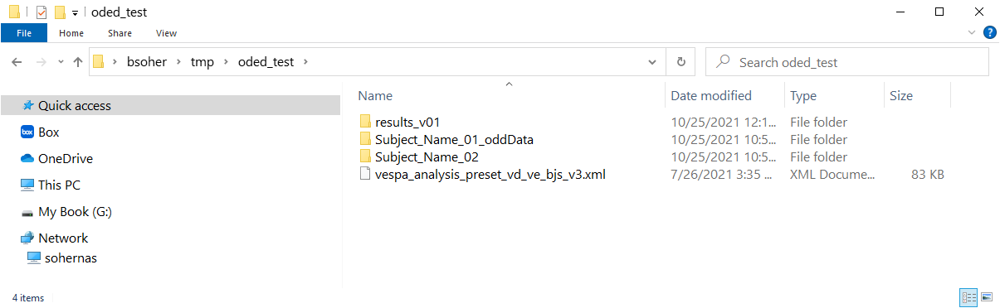 oded_test
File Home Share View
bsoher tmp oded_test
Search oded_test
Quick access
Box
OneDrive
This PC
My Book (G:)
Network
sohernas
Name Date modified Type Size
results_v01 10/25/2021 12:1... File folder
Subject_Name_01_oddData 10/25/2021 10:5... File folder
Subject_Name_02 10/25/2021 10:5... File folder
vespa_analysis_preset_vd_ve_bjs_v3.xml 7/26/2021 3:35 ... XML Docume... 83 KB
4 items